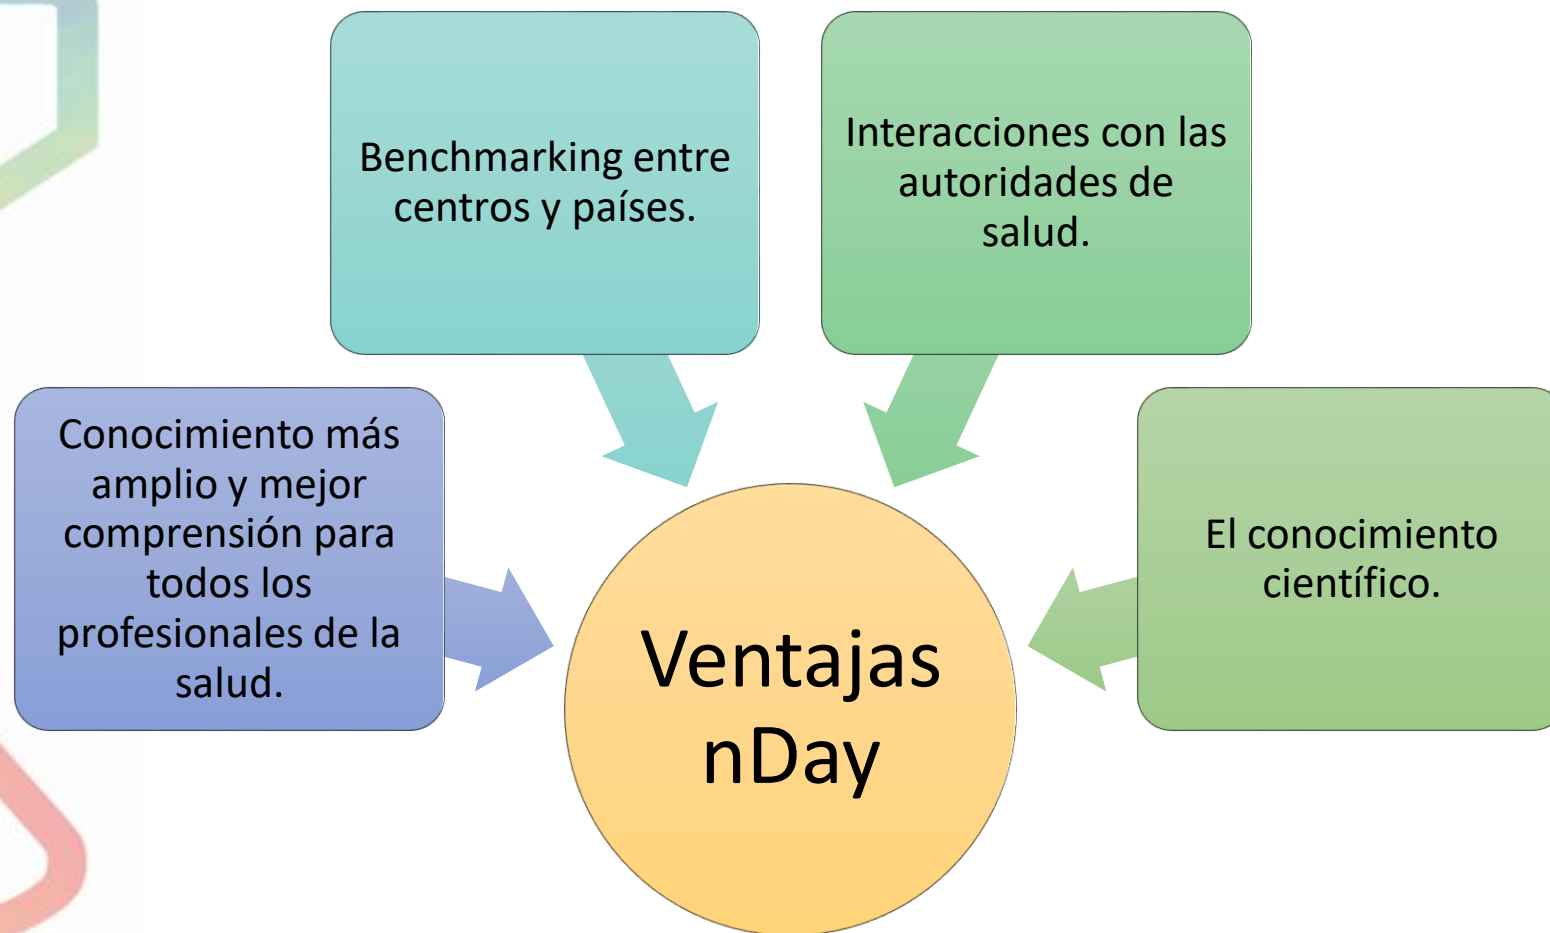 Benchmarking entre
centros y países.
Interacciones con las
autoridades de
salud.
Conocimiento más
amplio y mejor
comprensión para
todos los
profesionales de la
salud.
El conocimiento
científico.
Ventajas
nDay